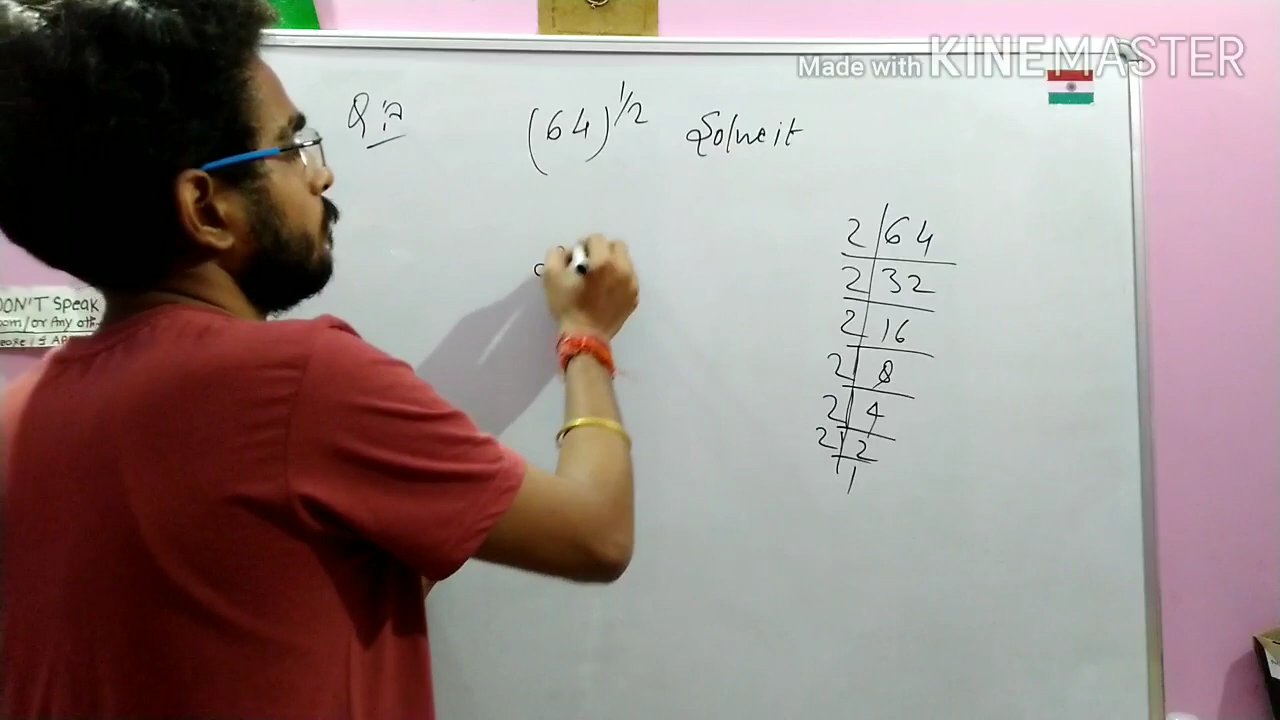 Made with KINEMASTER
(64)^1/2 Solve it
2 | 64
2 | 32
2 | 16
2 | 8
2 | 4
2 | 2
1
DON'T Speak